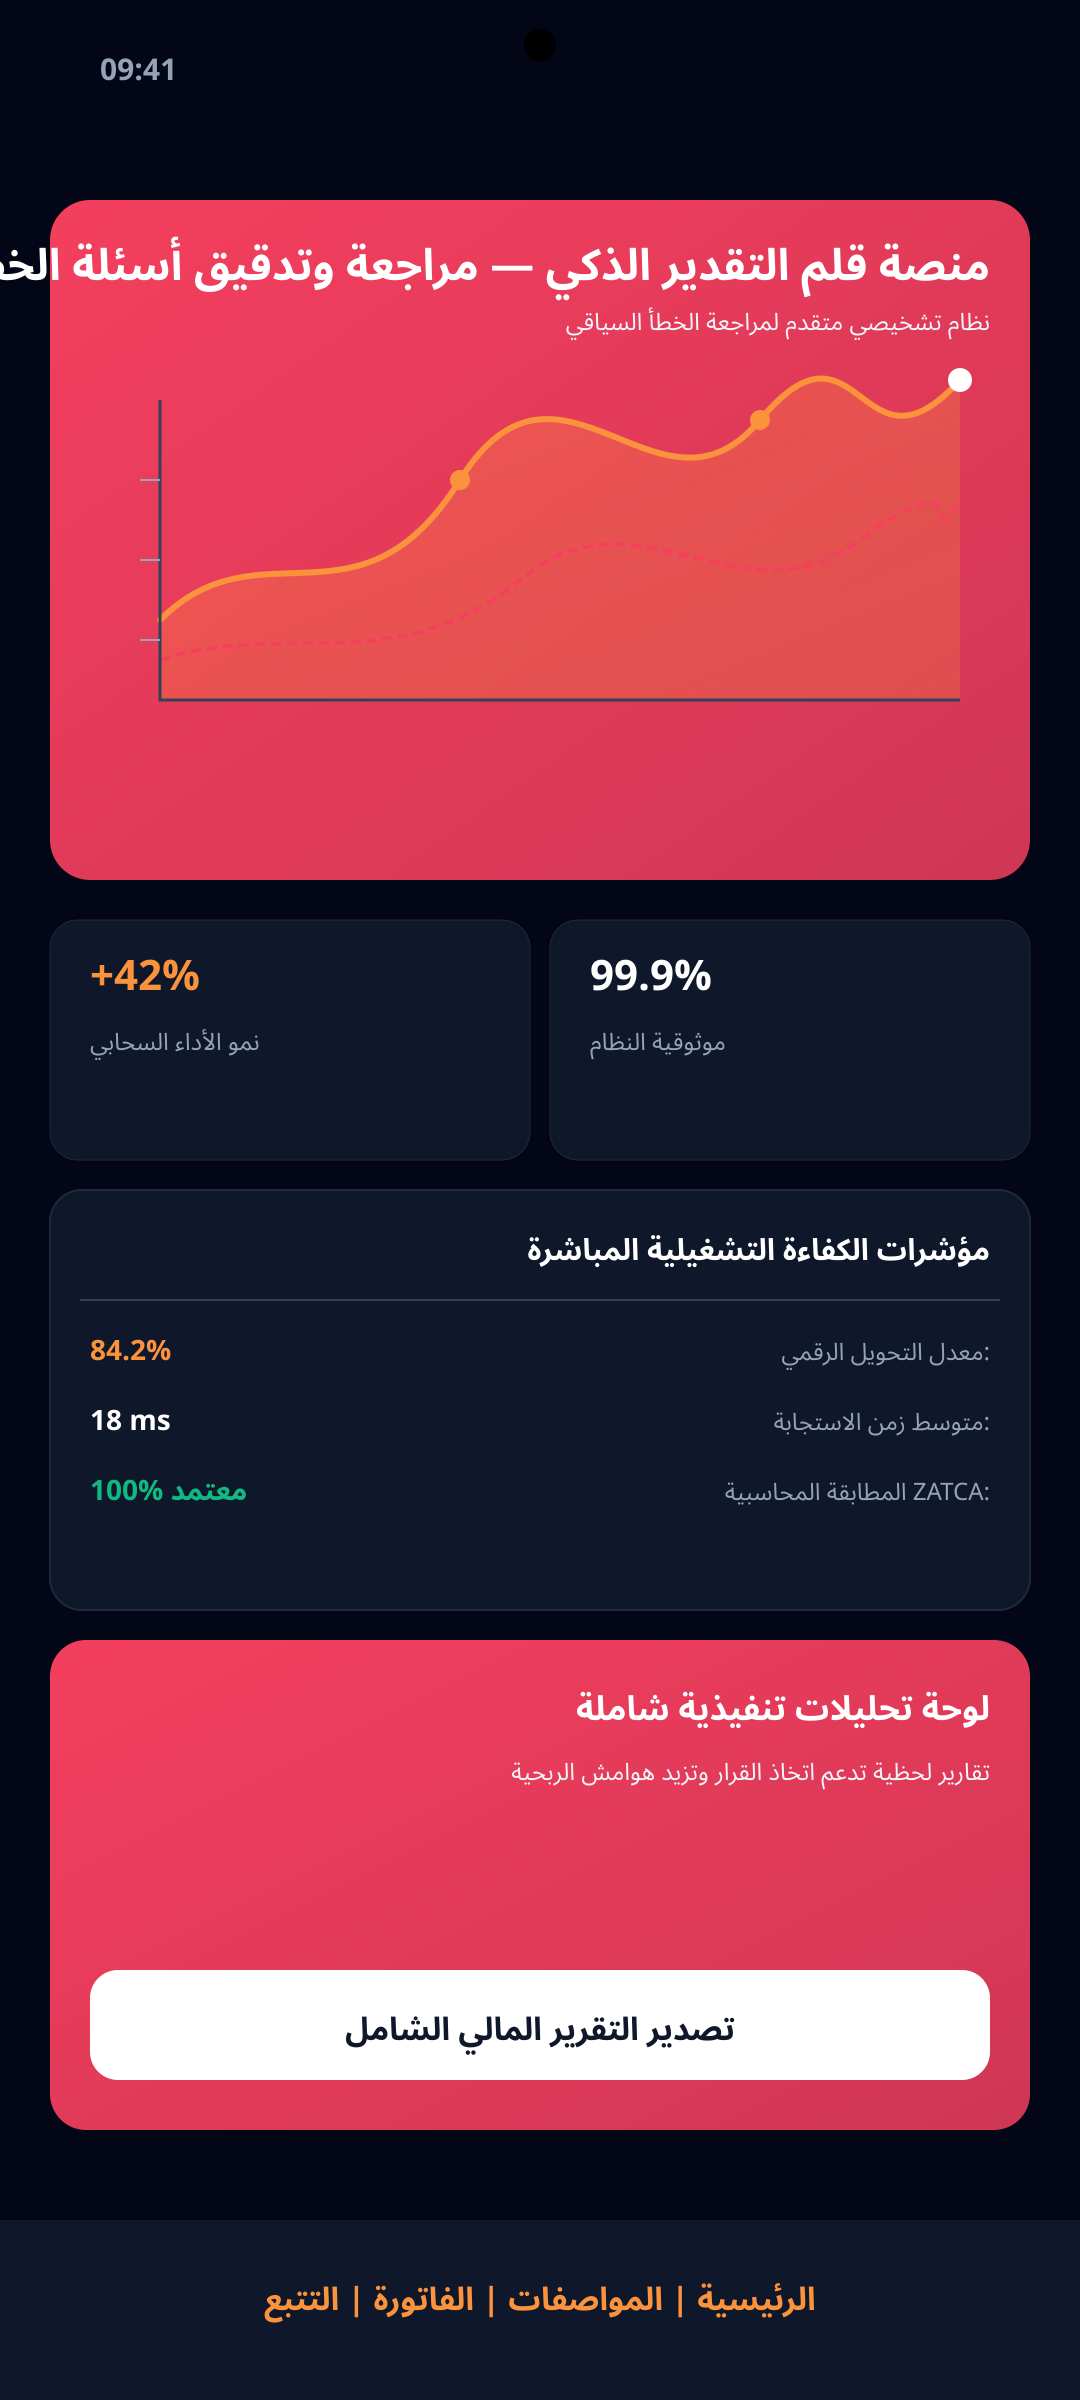 09:41
منصة قلم التقدير الذكي — مراجعة وتدقيق أسئلة
نظام تشخيصي متقدم لمراجعة الخطأ السياقي
99.9%
موثوقية النظام
+42%
نمو الأداء السحابي
مؤشرات الكفاءة التشغيلية المباشرة
معدل التحويل الرقمي:
84.2%
متوسط زمن الاستجابة:
18 ms
ZATCA المطابقة المحاسبية:
100% معتمد
لوحة تحليلات تنفيذية شاملة
تقارير لحظية تدعم اتخاذ القرار وتزيد هوامش الربحية
تصدير التقرير المالي الشامل
الرئيسية | المواصفات | الفاتورة | التتبع